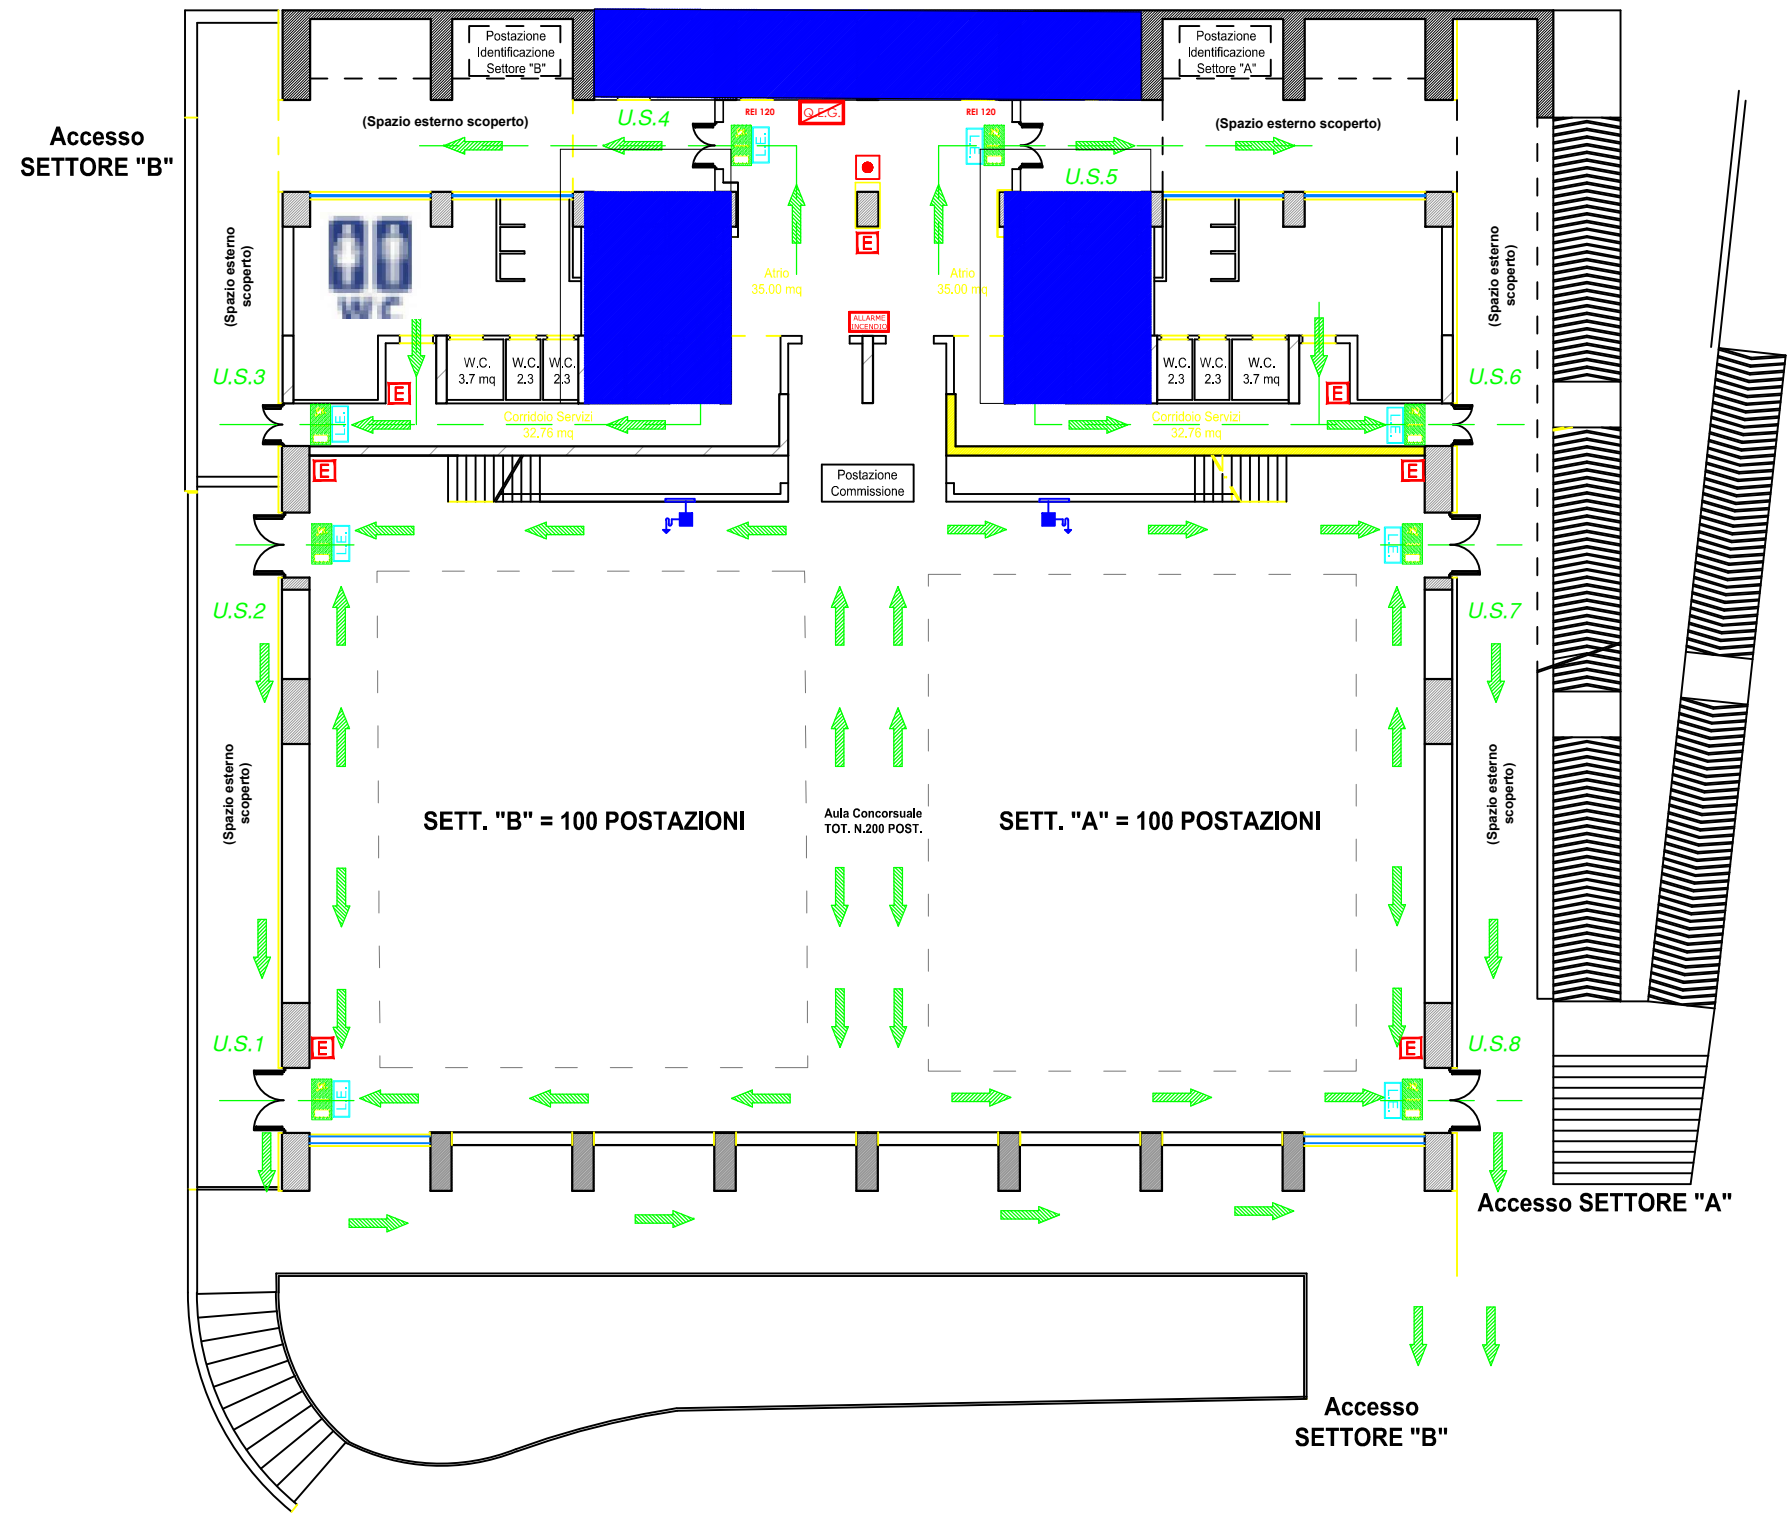 Postazione
Identificazione
Settore "B"
Postazione
Identificazione
Settore "A"
REI 120
Q.E.G.
REI 120
Accesso
SETTORE "B"
(Spazio esterno scoperto)
U.S.4
L.E.
L.E.
(Spazio esterno scoperto)
U.S.5
W C
(Spazio esterno
scoperto)
E
Atrio
35.00 mq
Atrio
35.00 mq
(Spazio esterno
scoperto)
ALLARME
INCENDIO
U.S.3
W.C.
3.7 mq
W.C.
2.3
W.C.
2.3
W.C.
2.3
W.C.
2.3
W.C.
3.7 mq
U.S.6
E
E
L.E.
Corridoio Servizi
32.76 mq
Corridoio Servizi
32.76 mq
L.E.
E
Postazione
Commissione
E
L.E.
L.E.
U.S.2
U.S.7
(Spazio esterno
scoperto)
SETT. "B" = 100 POSTAZIONI
Aula Concorsuale
TOT. N.200 POST.
SETT. "A" = 100 POSTAZIONI
(Spazio esterno
scoperto)
U.S.1
E
E
U.S.8
L.E.
L.E.
Accesso SETTORE "A"
Accesso
SETTORE "B"